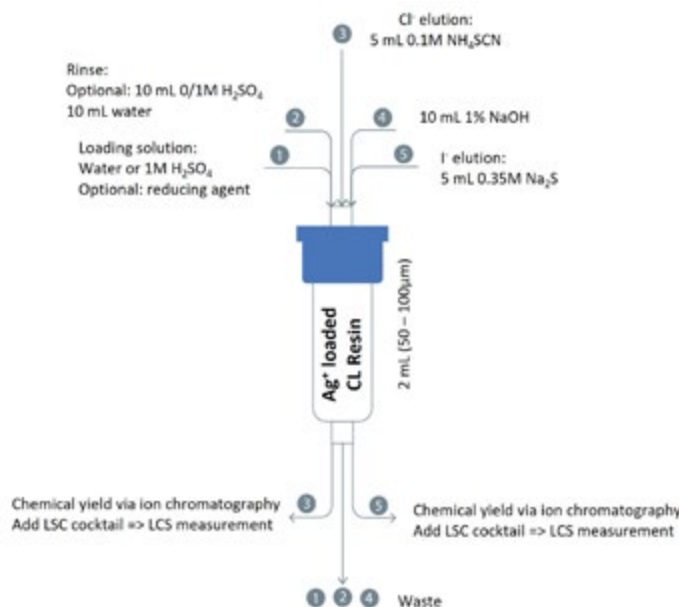 Cl⁻ elution:
3
5 mL 0.1M NH₄SCN
Rinse:
Optional: 10 mL 0/1M H₂SO₄
10 mL water
2
4
10 mL 1% NaOH
Loading solution:
1
5
I⁻ elution:
Water or 1M H₂SO₄
5 mL 0.35M Na₂S
Optional: reducing agent
Ag⁺ loaded
CL Resin
2 mL (50 – 100µm)
Chemical yield via ion chromatography
3
Add LSC cocktail => LCS measurement
5
Chemical yield via ion chromatography
Add LSC cocktail => LCS measurement
1 2 4 Waste